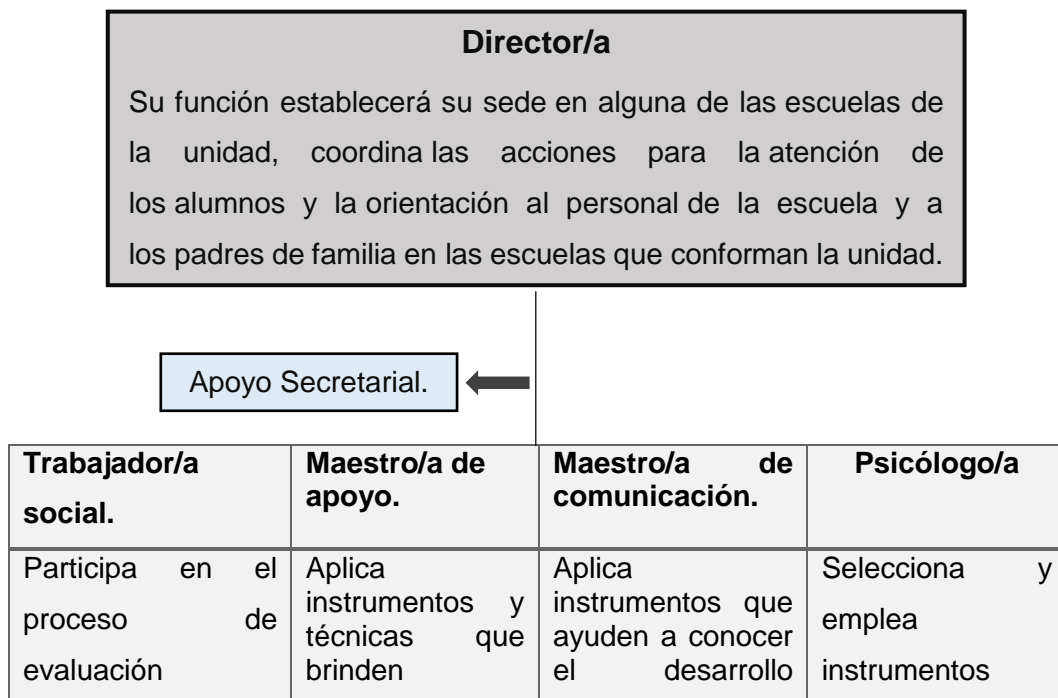 Director/a
Su función establecerá su sede en alguna de las escuelas de
la unidad, coordina las acciones para la atención de
los alumnos y la orientación al personal de la escuela y a
los padres de familia en las escuelas que conforman la unidad.
Apoyo Secretarial.
Trabajador/a
social.
Maestro/a de
apoyo.
Maestro/a de
comunicación.
Psicólogo/a
Participa en el
proceso de
evaluación
Aplica
instrumentos y
técnicas que
brinden
Aplica
instrumentos que
ayuden a conocer
el desarrollo
Selecciona y
emplea
instrumentos